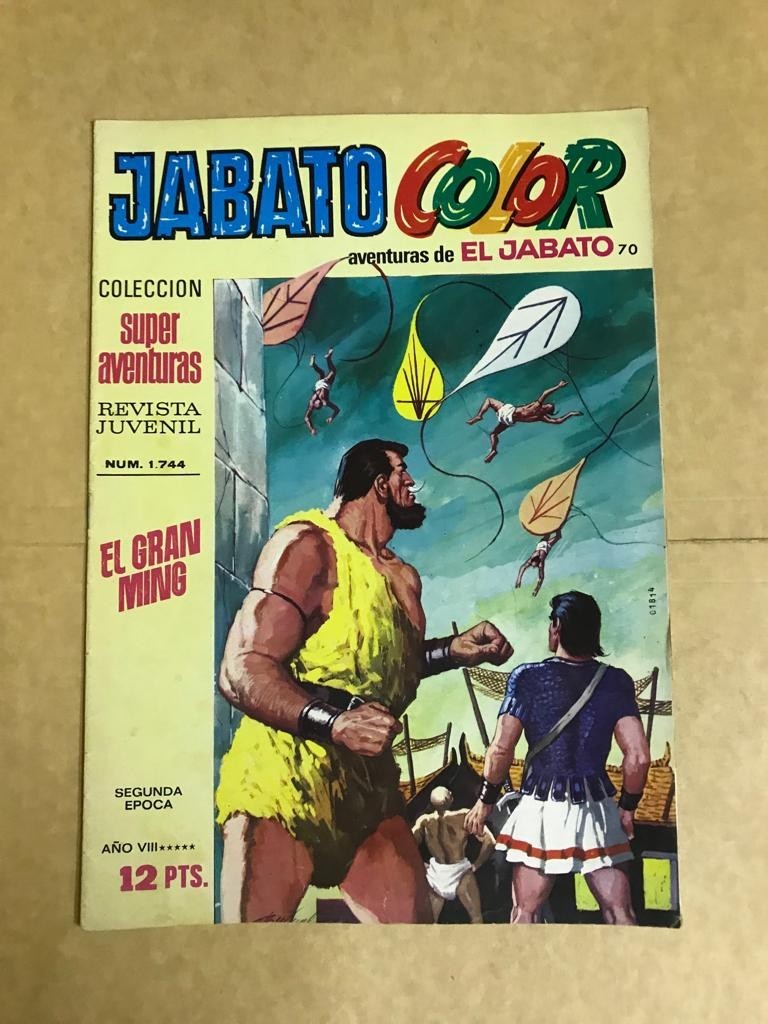 JABATO COLOR
aventuras de EL JABATO 70
COLECCION
super
aventuras
REVISTA
JUVENIL
NUM. 1.744
EL GRAN
MING
SEGUNDA
EPOCA
AÑO VIII★★★★★
12 PTS.
01814